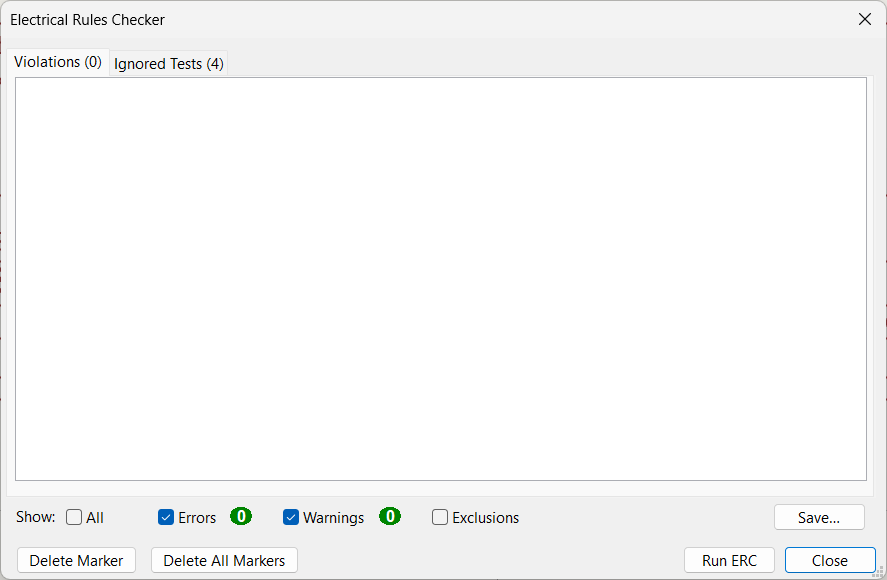 Electrical Rules Checker
Violations (0) Ignored Tests (4)
Show: All Errors 0 Warnings 0 Exclusions Save...
Delete Marker Delete All Markers Run ERC Close